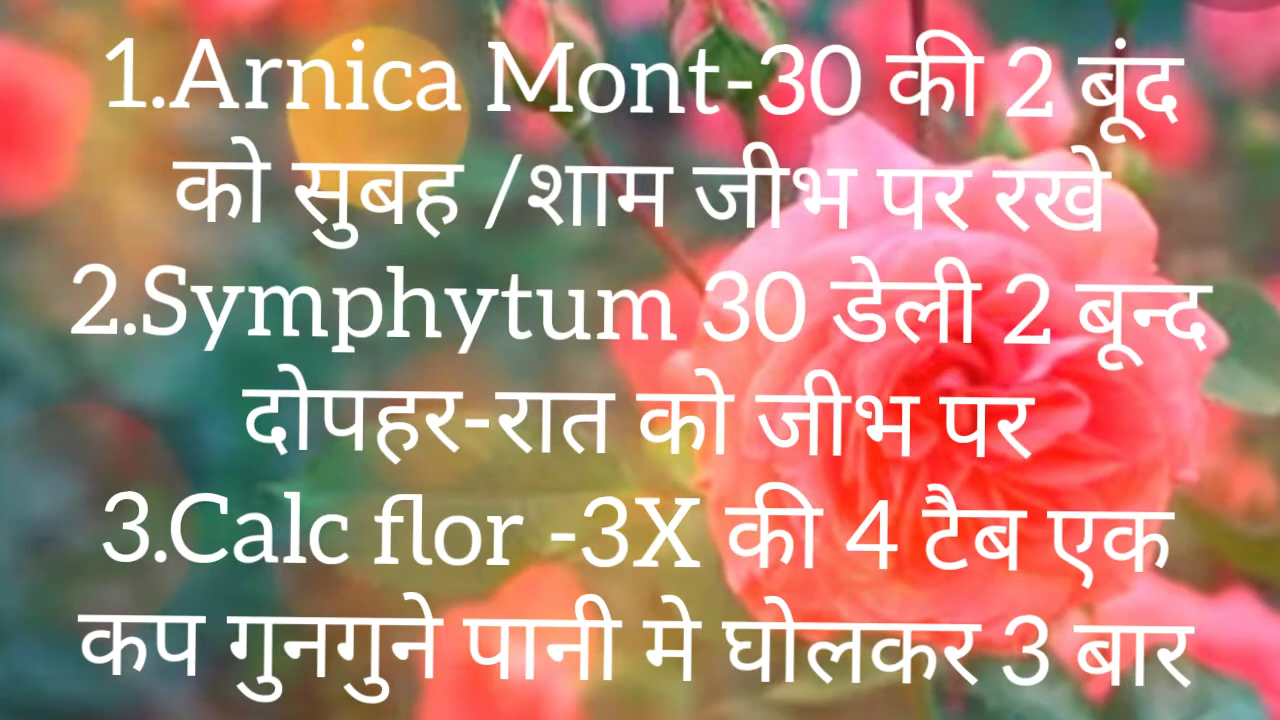 1.Arnica Mont-30 की 2 बूंद
को सुबह /शाम जीभ पर रखे
2.Symphytum 30 डेली 2 बून्द
दोपहर-रात को जीभ पर
3.Calc flor -3X की 4 टैब एक
कप गुनगुने पानी मे घोलकर 3 बार